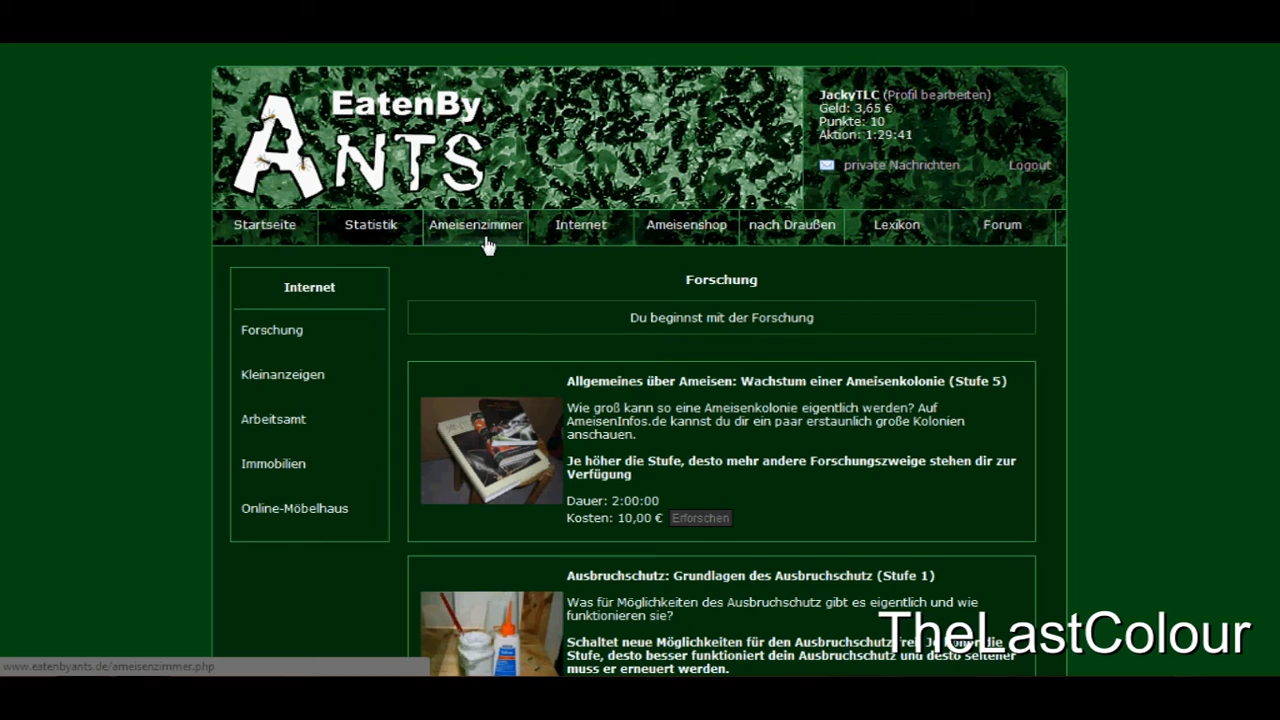 EatenBy
ANTS
JackyTLC (Profil bearbeiten)
Geld: 3,65 €
Punkte: 10
Aktion: 1:29:41
private Nachrichten
Logout
Startseite
Statistik
Ameisenzimmer
Internet
Ameisenshop
nach Draußen
Lexikon
Forum
Internet
Forschung
Kleinanzeigen
Arbeitsamt
Immobilien
Online-Möbelhaus
Forschung
Du beginnst mit der Forschung
Allgemeines über Ameisen: Wachstum einer Ameisenkolonie (Stufe 5)
Wie groß kann so eine Ameisenkolonie eigentlich werden? Auf
AmeisenInfos.de kannst du dir ein paar erstaunlich große Kolonien
anschauen.
Je höher die Stufe, desto mehr andere Forschungszweige stehen dir zur
Verfügung
Dauer: 2:00:00
Kosten: 10,00 € Erforschen
Ausbruchschutz: Grundlagen des Ausbruchschutz (Stufe 1)
Was für Möglichkeiten des Ausbruchschutz gibt es eigentlich und wie
funktionieren sie?
Schaltet neue Möglichkeiten für den Ausbruchschutz frei. Je höher die
Stufe, desto besser funktioniert dein Ausbruchschutz und desto seltener
muss er erneuert werden.
TheLastColour
www.eatenbyants.de/ameisenzimmer.php